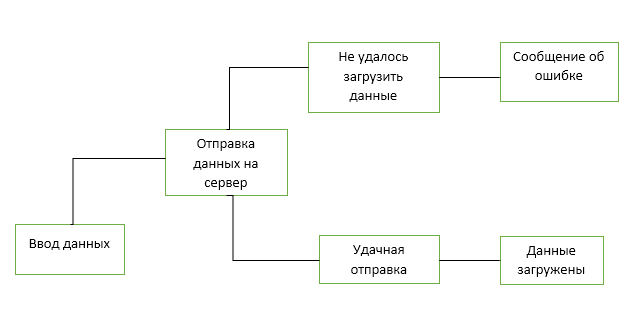 Не удалось
загрузить
данные
Сообщение об
ошибке
Отправка
данных на
сервер
Ввод данных
Удачная
отправка
Данные
загружены